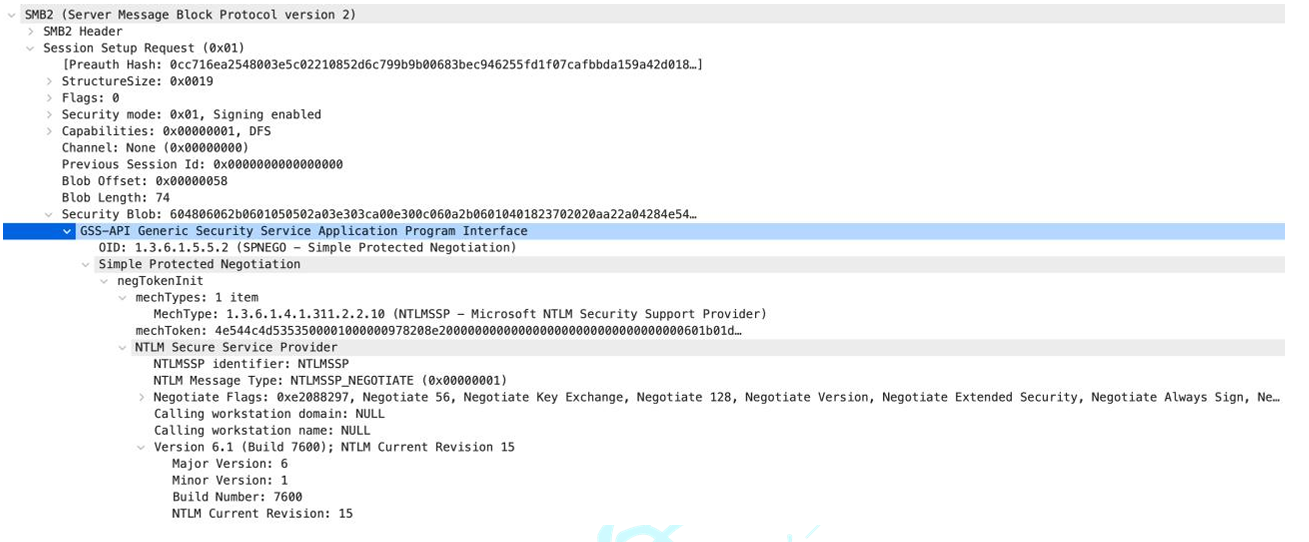 SMB2 (Server Message Block Protocol version 2)
SMB2 Header
Session Setup Request (0x01)
[Preauth Hash: 0cc716ea2548003e5c02210852d6c799b9b00683bec946255fd1f07cafbbda159a42d018…]
StructureSize: 0x0019
Flags: 0
Security mode: 0x01, Signing enabled
Capabilities: 0x00000001, DFS
Channel: None (0x00000000)
Previous Session Id: 0x0000000000000000
Blob Offset: 0x00000058
Blob Length: 74
Security Blob: 604806062b0601050502a03e303ca00e300c060a2b06010401823702020aa22a04284e54…
GSS-API Generic Security Service Application Program Interface
OID: 1.3.6.1.5.5.2 (SPNEGO - Simple Protected Negotiation)
Simple Protected Negotiation
negTokenInit
mechTypes: 1 item
MechType: 1.3.6.1.4.1.311.2.2.10 (NTLMSSP - Microsoft NTLM Security Support Provider)
mechToken: 4e544c4d5353500001000000978208e200000000000000000000000000000000601b01d…
NTLM Secure Service Provider
NTLMSSP identifier: NTLMSSP
NTLM Message Type: NTLMSSP_NEGOTIATE (0x00000001)
Negotiate Flags: 0xe2088297, Negotiate 56, Negotiate Key Exchange, Negotiate 128, Negotiate Version, Negotiate Extended Security, Negotiate Always Sign, Ne…
Calling workstation domain: NULL
Calling workstation name: NULL
Version 6.1 (Build 7600); NTLM Current Revision 15
Major Version: 6
Minor Version: 1
Build Number: 7600
NTLM Current Revision: 15